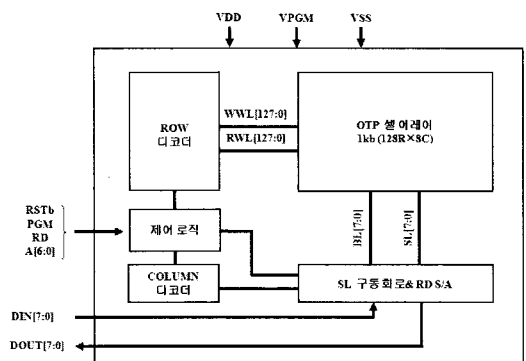 VDD VPGM VSS
ROW
디코더
WWL[127:0]
RWL[127:0]
OTP 셀 어레이
1kb (128R×8C)
RSTb
PGM
RD
A[6:0]
제어 로직
BL[7:0]
SL[7:0]
COLUMN
디코더
SL 구동회로&RD S/A
DIN[7:0]
DOUT[7:0]